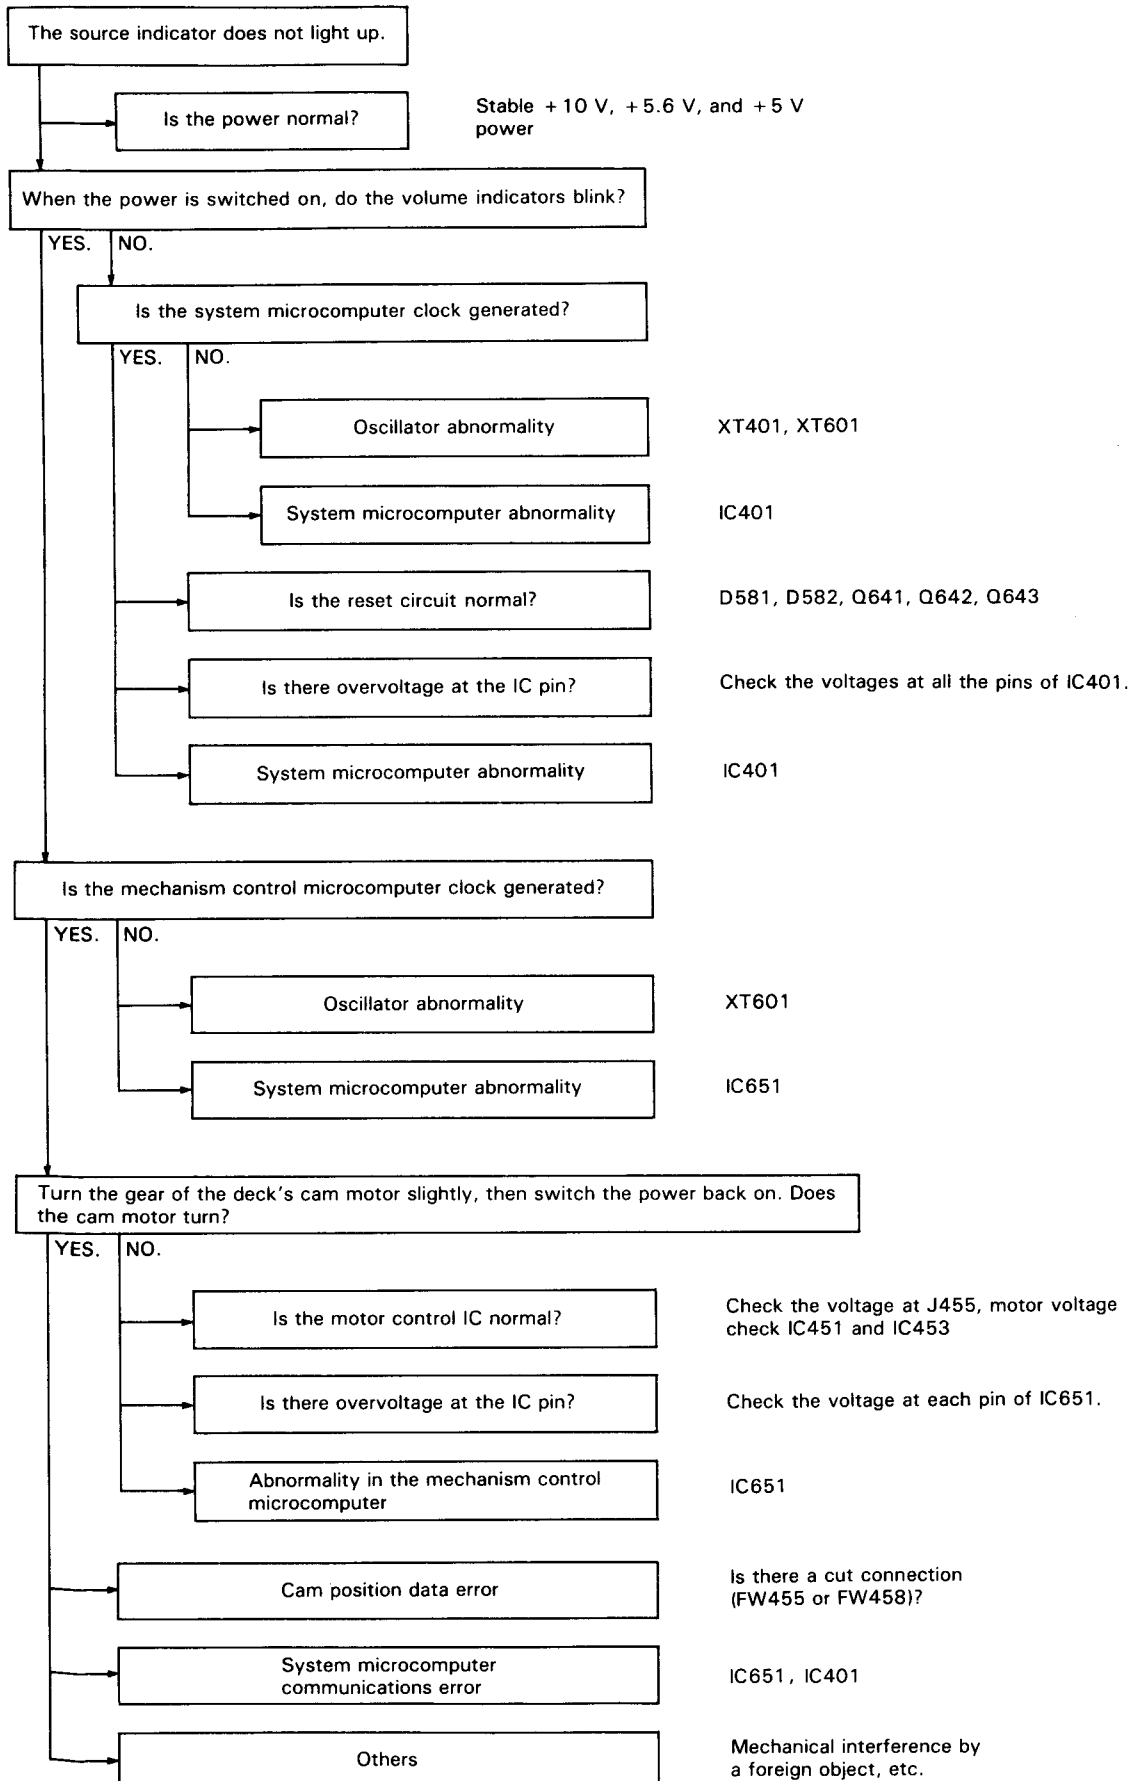 The source indicator does not light up.
Is the power normal?
Stable +10 V, +5.6 V, and +5 V
power
When the power is switched on, do the volume indicators blink?
YES. NO.
Is the system microcomputer clock generated?
YES. NO.
Oscillator abnormality
XT401, XT601
System microcomputer abnormality
IC401
Is the reset circuit normal?
D581, D582, Q641, Q642, Q643
Is there overvoltage at the IC pin?
Check the voltages at all the pins of IC401.
System microcomputer abnormality
IC401
Is the mechanism control microcomputer clock generated?
YES. NO.
Oscillator abnormality
XT601
System microcomputer abnormality
IC651
Turn the gear of the deck's cam motor slightly, then switch the power back on. Does
the cam motor turn?
YES. NO.
Is the motor control IC normal?
Check the voltage at J455, motor voltage
check IC451 and IC453
Is there overvoltage at the IC pin?
Check the voltage at each pin of IC651.
Abnormality in the mechanism control
microcomputer
IC651
Cam position data error
Is there a cut connection
(FW455 or FW458)?
System microcomputer
communications error
IC651, IC401
Others
Mechanical interference by
a foreign object, etc.